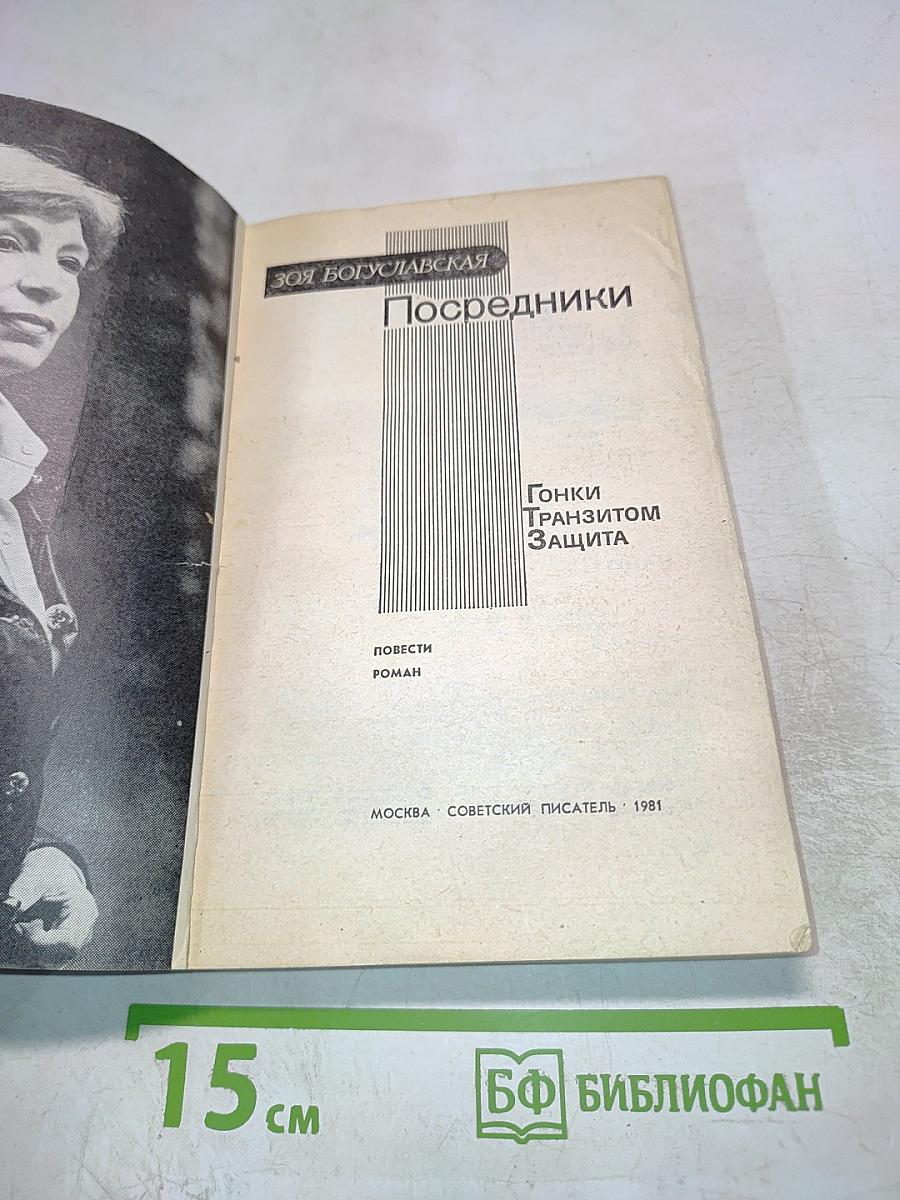 ЗОЯ БОГУСЛАВСКАЯ
Посредники
Гонки
Транзитом
Защита
ПОВЕСТИ
РОМАН
МОСКВА · СОВЕТСКИЙ ПИСАТЕЛЬ · 1981
15 см
БФ БИБЛИОФАН